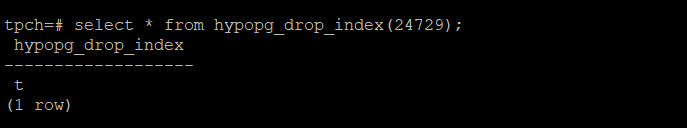 tpch=# select * from hypopg_drop_index(24729);
 hypopg_drop_index
-------------------
 t
(1 row)